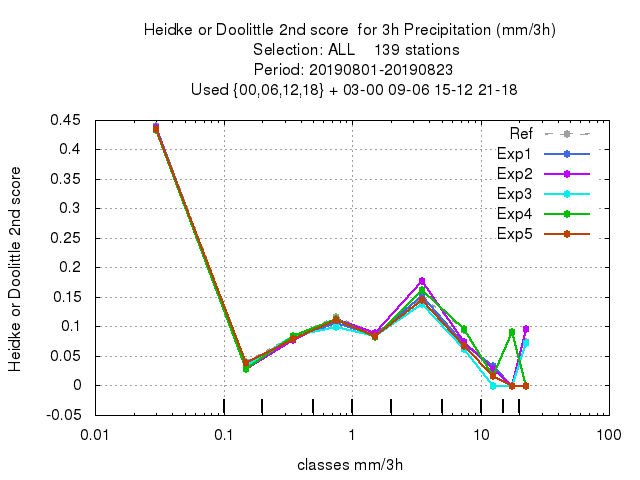 Heidke or Doolittle 2nd score  for 3h Precipitation (mm/3h)
Selection: ALL    139 stations
Period: 20190801-20190823
Used {00,06,12,18} + 03-00 09-06 15-12 21-18
Heidke or Doolittle 2nd score
0.45
0.4
0.35
0.3
0.25
0.2
0.15
0.1
0.05
0
-0.05
Ref
Exp1
Exp2
Exp3
Exp4
Exp5
0.01 0.1 1 10 100
classes mm/3h